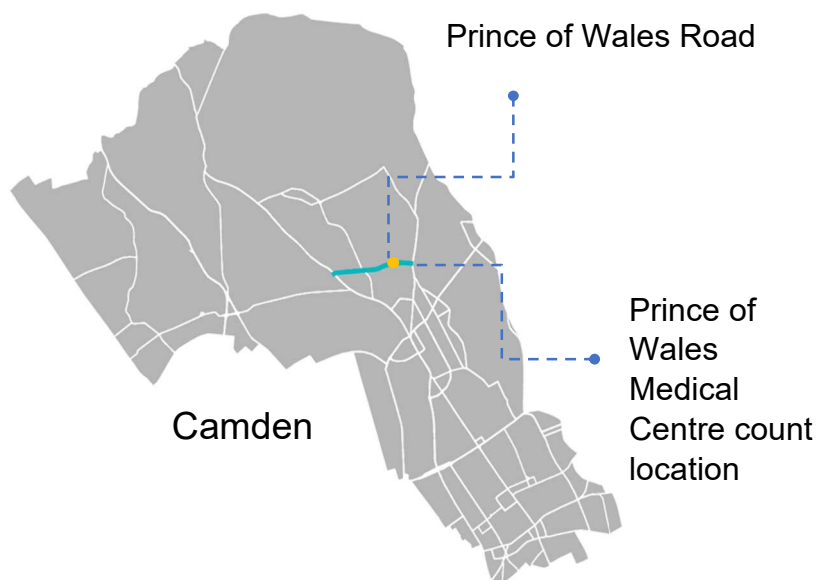 Prince of Wales Road
Camden
Prince of
Wales
Medical
Centre count
location